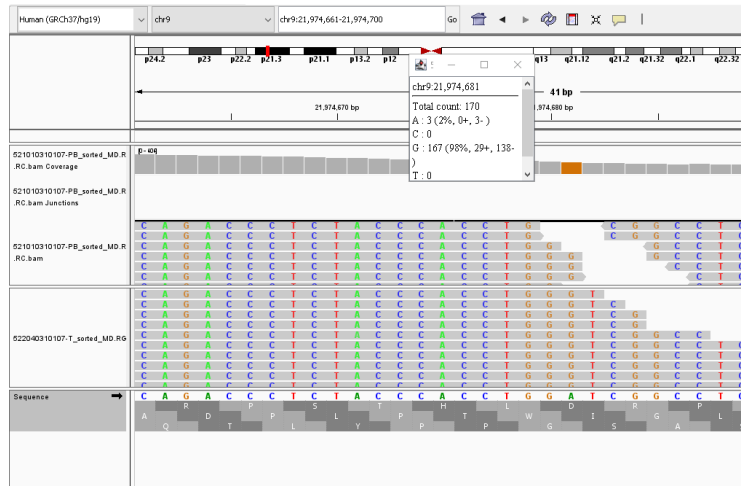 Human (GRCh37/hg19) chr9 chr9:21,974,661-21,974,700 Go
p24.2 p23 p22.2 p21.3 p21.1 p13.2 p12 q13 q21.12 q21.2 q21.32 q22.1 q22.32
chr9:21,974,681
41 bp
Total count: 170
21,974,670 bp 1,974,680 bp
A : 3 (2%, 0+, 3- )
C : 0
G : 167 (98%, 29+, 138-
)
T : 0
521010310107-PB_sorted_MD.R
.RC.bam Coverage
[0 - 404]
521010310107-PB_sorted_MD.R
.RC.bam Junctions
521010310107-PB_sorted_MD.R
.RC.bam
C A G A C C C T C T A C C C A C C T G C G G C C T C
C A G A C C C T C T A C C C A C C T G C G G C C T C
C A G A C C C T C T A C C C A C C T G G G C C T C
C A G A C C C T C T A C C C A C C T G G G G C C T C
C A G A C C C T C T A C C C A C C T G G G C C T C
C A G A C C C T C T A C C C A C C T G G G C T C
522040310107-T_sorted_MD.RG
C A G A C C C T C T A C C C A C C T G G G T
C A G A C C C T C T A C C C A C C T G G G T C
C A G A C C C T C T A C C C A C C T G G G T C G
C A G A C C C T C T A C C C A C C T G G G T C G
C A G A C C C T C T A C C C A C C T G G G T C G G C C
C A G A C C C T C T A C C C A C C T G G G T C G G C C T C
C A G A C C C T C T A C C C A C C T G G G T C G G C C T C
C A G A C C C T C T A C C C A C C T G G G T C G G C C T C
C A G A C C C T C T A C C C A C C T G G G T C G G C C T C
Sequence
C A G A C C C T C T A C C C A C C T G G A T C G G C C T C
R P S T H L D R P
A D P L P T W I G L
Q T L Y P P G S A